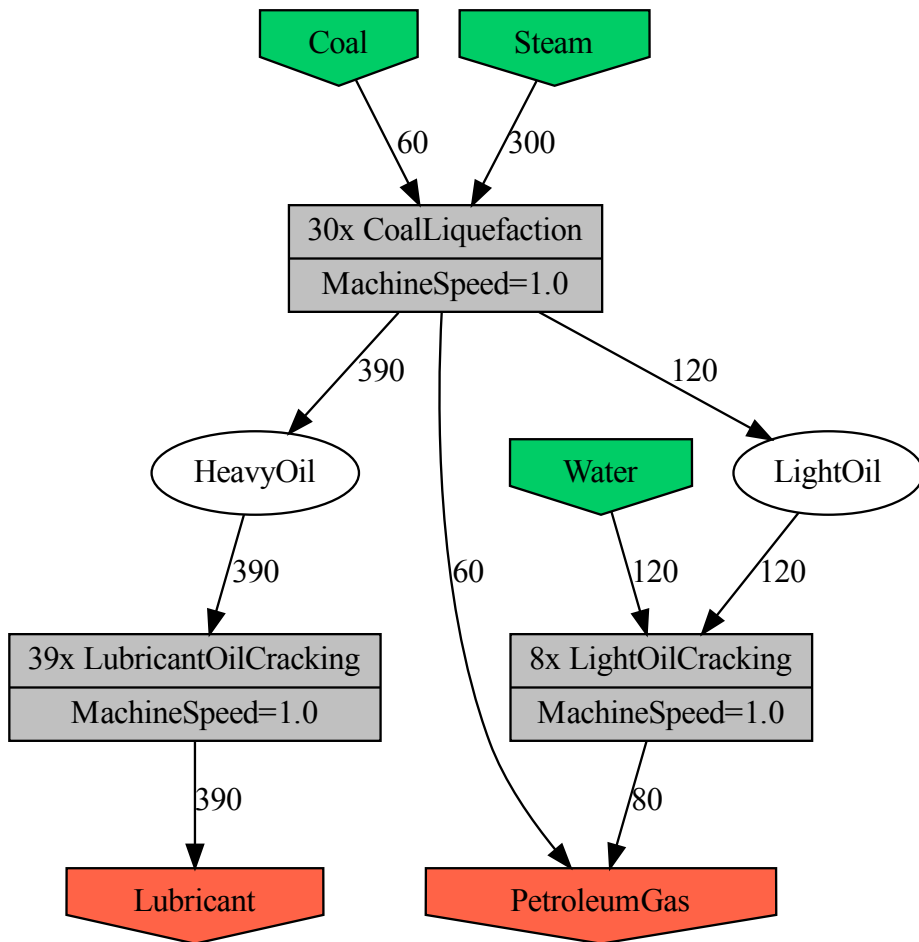 Coal
Steam
60
300
30x CoalLiquefaction
MachineSpeed=1.0
390
120
HeavyOil
Water
LightOil
390
60
120
120
39x LubricantOilCracking
MachineSpeed=1.0
8x LightOilCracking
MachineSpeed=1.0
390
80
Lubricant
PetroleumGas